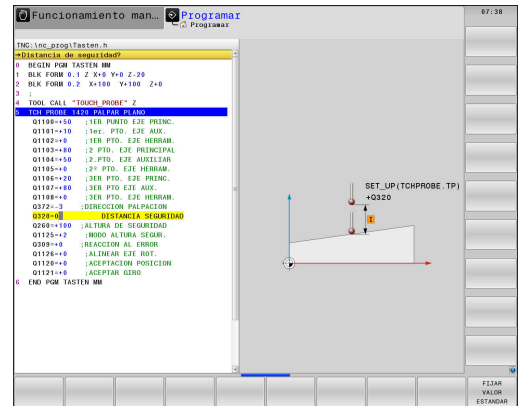 Funcionamiento man...
Programar
Programar
07:38
TNC:\nc_prog\Tasten.h
→Distancia de seguridad?
0 BEGIN PGM TASTEN MM
1 BLK FORM 0.1 Z X+0 Y+0 Z-20
2 BLK FORM 0.2 X+100 Y+100 Z+0
3 ;
4 TOOL CALL "TOUCH_PROBE" Z
5 TCH PROBE 1420 PALPAR PLANO
Q1100=+50 ;1ER PUNTO EJE PRINC.
Q1101=+10 ;1er. PTO. EJE AUX.
Q1102=+0 ;1ER PTO. EJE HERRAM.
Q1103=+80 ;2 PTO. EJE PRINCIPAL
Q1104=+50 ;2.PTO. EJE AUXILIAR
Q1105=+0 ;2º PTO. EJE HERRAM.
Q1106=+20 ;3ER PTO. EJE PRINC.
Q1107=+80 ;3ER PTO EJE AUX.
Q1108=+0 ;3ER PTO. EJE HERRAM.
Q372=-3 ;DIRECCION PALPACION
Q320=0 DISTANCIA SEGURIDAD
Q260=+100 ;ALTURA DE SEGURIDAD
Q1125=+2 ;MODO ALTURA SEGUR.
Q309=+0 ;REACCION AL ERROR
Q1126=+0 ;ALINEAR EJE ROT.
Q1120=+0 ;ACEPTACION POSICION
Q1121=+0 ;ACEPTAR GIRO
6 END PGM TASTEN MM
SET_UP(TCHPROBE.TP)
+Q320
I
FIJAR
VALOR
ESTANDAR